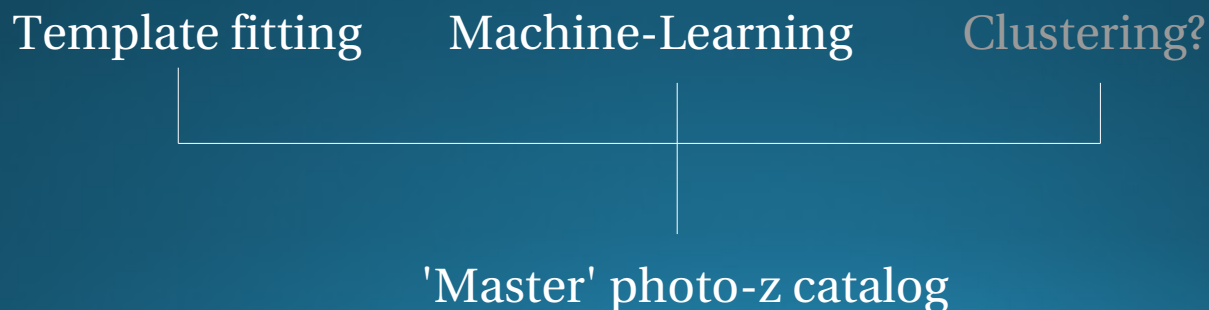 Template fitting Machine-Learning Clustering?
'Master' photo-z catalog